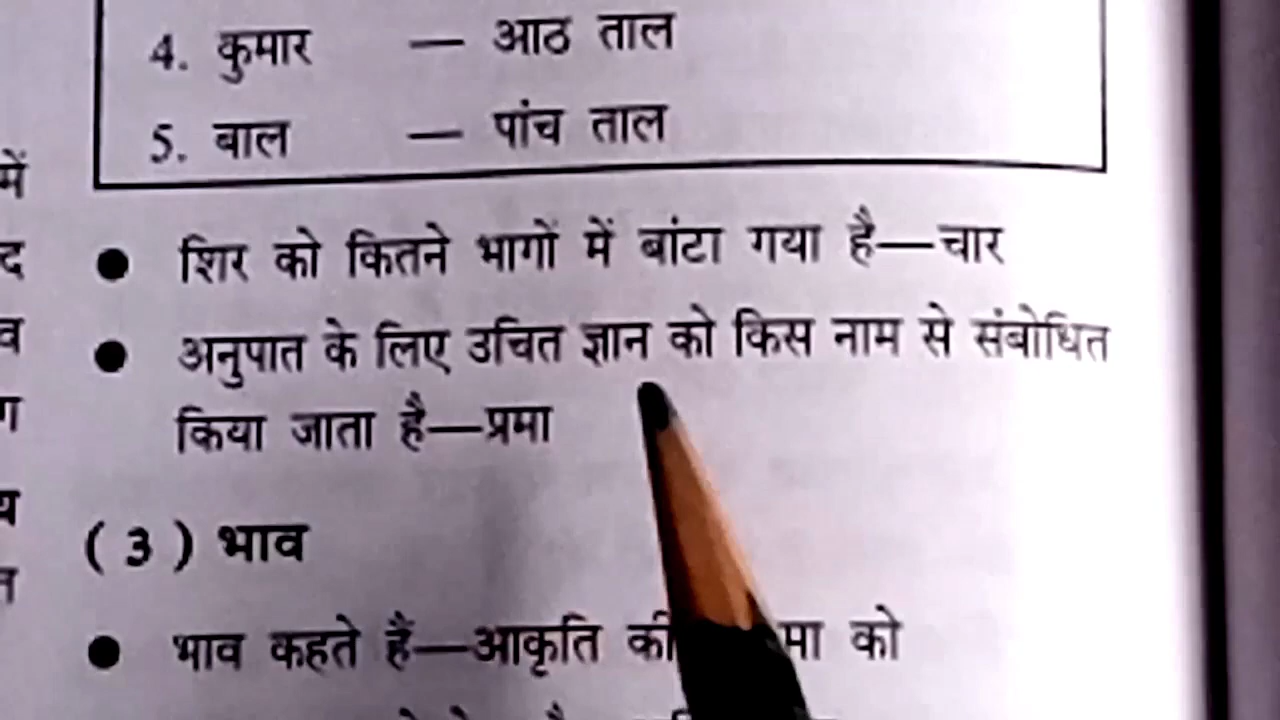 4. कुमार — आठ ताल
5. बाल — पांच ताल
में
● शिर को कितने भागों में बांटा गया है—चार
द
● अनुपात के लिए उचित ज्ञान को किस नाम से संबोधित
व
किया जाता है—प्रमा
ग
य
( 3 ) भाव
त
● भाव कहते हैं—आकृति की मा को